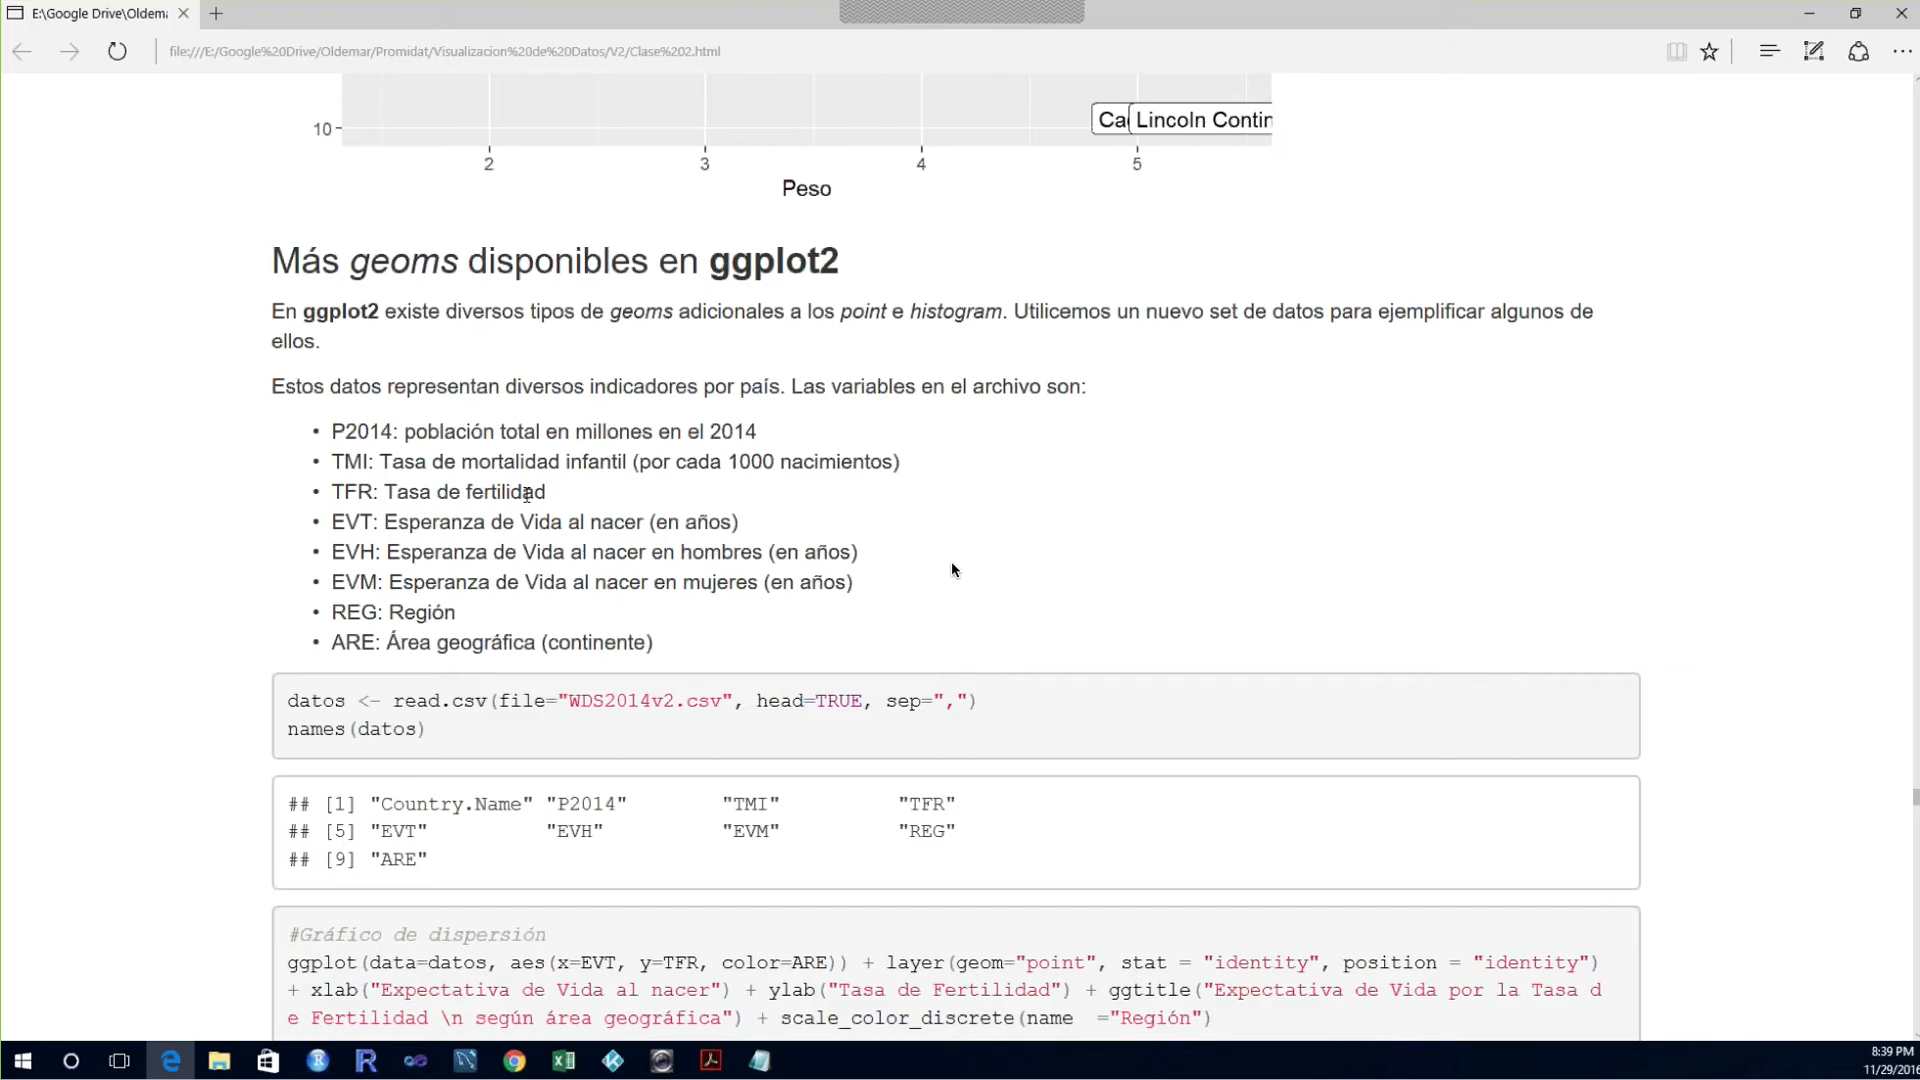 E:\Google Drive\Oldema
file:///E:/Google%20Drive/Oldemar/Promidat/Visualizacion%20de%20Datos/V2/Clase%202.html
10
Ca
Lincoln Contin
2 3 4 5
Peso
Más geoms disponibles en ggplot2
En ggplot2 existe diversos tipos de geoms adicionales a los point e histogram. Utilicemos un nuevo set de datos para ejemplificar algunos de
ellos.
Estos datos representan diversos indicadores por país. Las variables en el archivo son:
• P2014: población total en millones en el 2014
• TMI: Tasa de mortalidad infantil (por cada 1000 nacimientos)
• TFR: Tasa de fertilidad
• EVT: Esperanza de Vida al nacer (en años)
• EVH: Esperanza de Vida al nacer en hombres (en años)
• EVM: Esperanza de Vida al nacer en mujeres (en años)
• REG: Región
• ARE: Área geográfica (continente)
datos <- read.csv(file="WDS2014v2.csv", head=TRUE, sep=",")
names(datos)
## [1] "Country.Name" "P2014" "TMI" "TFR"
## [5] "EVT" "EVH" "EVM" "REG"
## [9] "ARE"
#Gráfico de dispersión
ggplot(data=datos, aes(x=EVT, y=TFR, color=ARE)) + layer(geom="point", stat = "identity", position = "identity")
+ xlab("Expectativa de Vida al nacer") + ylab("Tasa de Fertilidad") + ggtitle("Expectativa de Vida por la Tasa d
e Fertilidad \n según área geográfica") + scale_color_discrete(name ="Región")
8:39 PM
11/29/2016